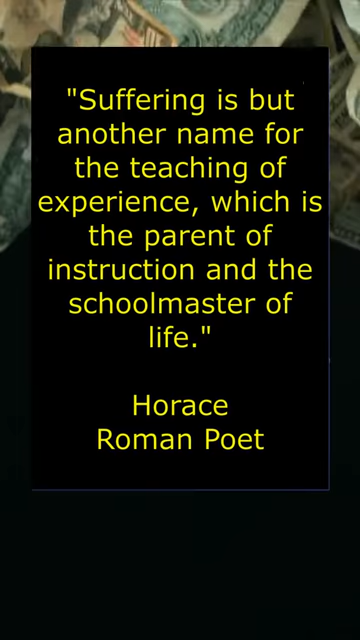 "Suffering is but
another name for
the teaching of
experience, which is
the parent of
instruction and the
schoolmaster of
life."
Horace
Roman Poet